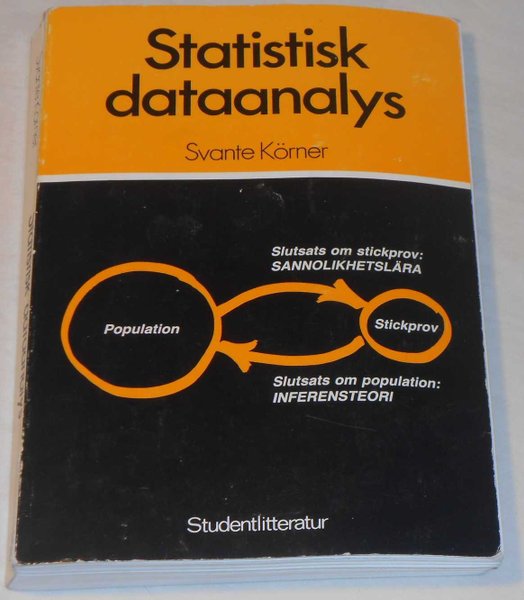 Statistisk
dataanalys
Svante Körner
Slutsats om stickprov:
SANNOLIKHETSLÄRA
Population
Stickprov
Slutsats om population:
INFERENSTEORI
Studentlitteratur